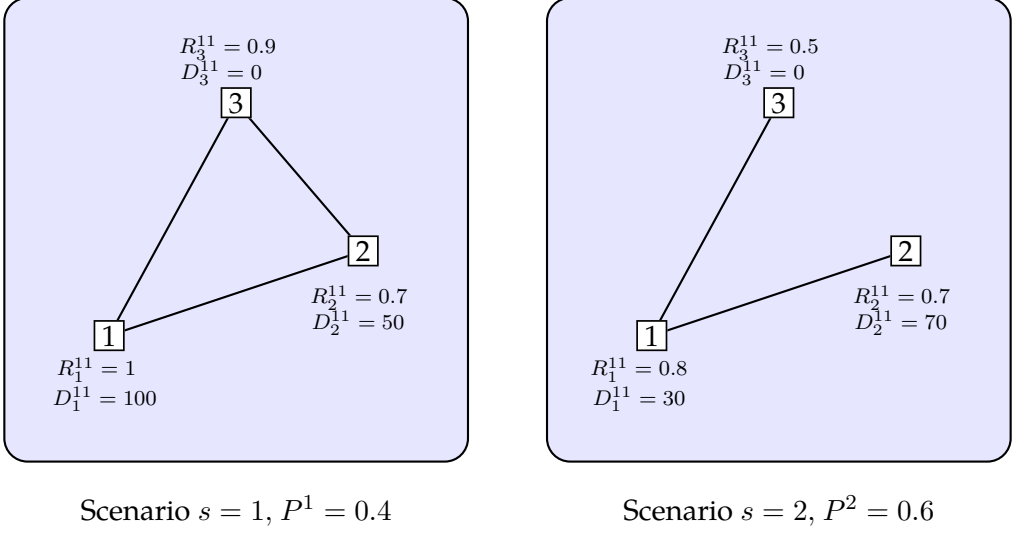 R_3^{11} = 0.9
D_3^{11} = 0
3
2
R_2^{11} = 0.7
D_2^{11} = 50
1
R_1^{11} = 1
D_1^{11} = 100
Scenario s = 1, P^1 = 0.4
R_3^{11} = 0.5
D_3^{11} = 0
3
2
R_2^{11} = 0.7
D_2^{11} = 70
1
R_1^{11} = 0.8
D_1^{11} = 30
Scenario s = 2, P^2 = 0.6